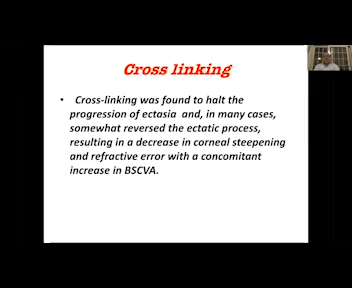 Cross linking
• Cross-linking was found to halt the
progression of ectasia and, in many cases,
somewhat reversed the ectatic process,
resulting in a decrease in corneal steepening
and refractive error with a concomitant
increase in BSCVA.